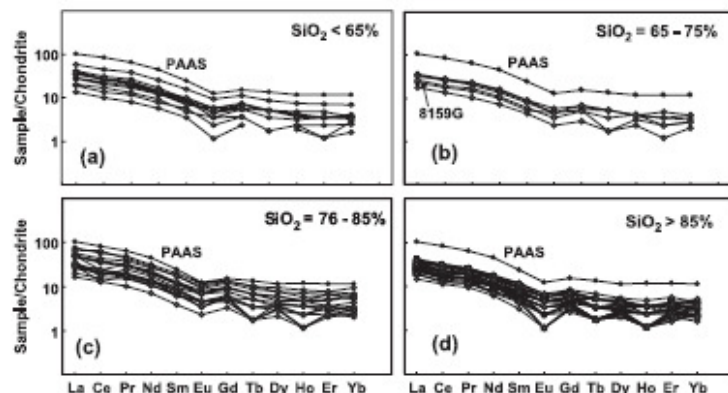 SiO2 < 65%
PAAS
(a)
Sample/Chondrite
100
10
1
SiO2 = 65 – 75%
PAAS
8159G
(b)
SiO2 = 76 - 85%
PAAS
(c)
Sample/Chondrite
100
10
1
SiO2 > 85%
PAAS
(d)
La Ce Pr Nd Sm Eu Gd Tb Dy Ho Er Yb
La Ce Pr Nd Sm Eu Gd Tb Dy Ho Er Yb